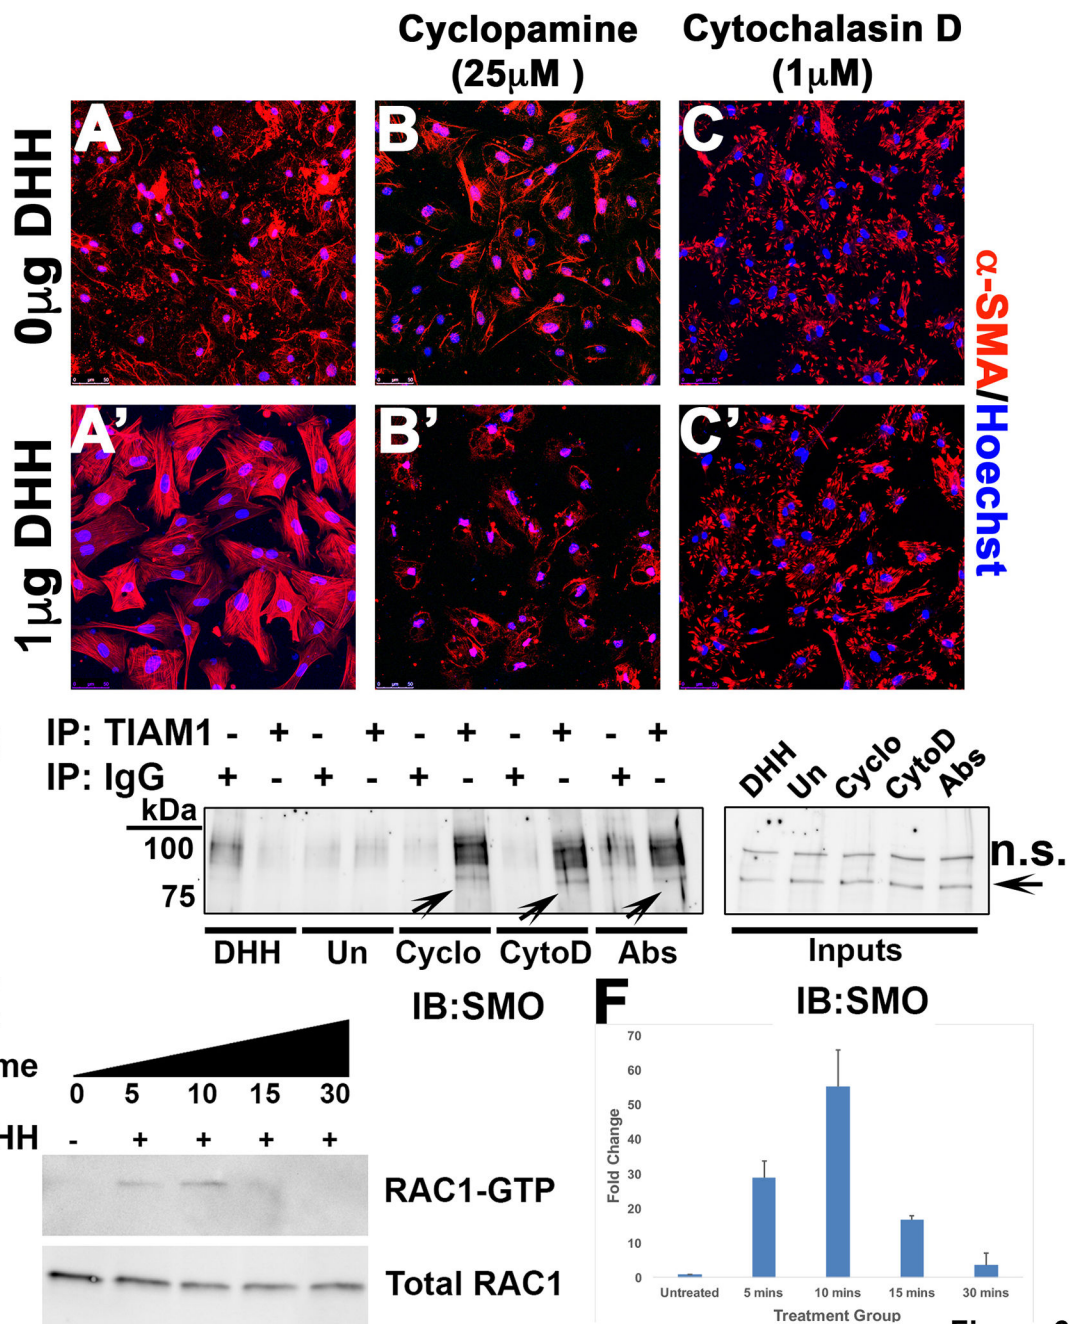 Cyclopamine
(25μM )
Cytochalasin D
(1μM)
0μg DHH
A
B
C
1μg DHH
A’
B’
C’
α-SMA/Hoechst
IP: TIAM1 - + - + - + - + - +
IP: IgG + - + - + - + - + -
kDa
100
75
DHH Un Cyclo CytoD Abs
IB:SMO
DHH Un Cyclo CytoD Abs
n.s.
Inputs
IB:SMO
me
0 5 10 15 30
HH - + + + +
RAC1-GTP
Total RAC1
F
Fold Change
70
60
50
40
30
20
10
0
Untreated 5 mins 10 mins 15 mins 30 mins
Treatment Group